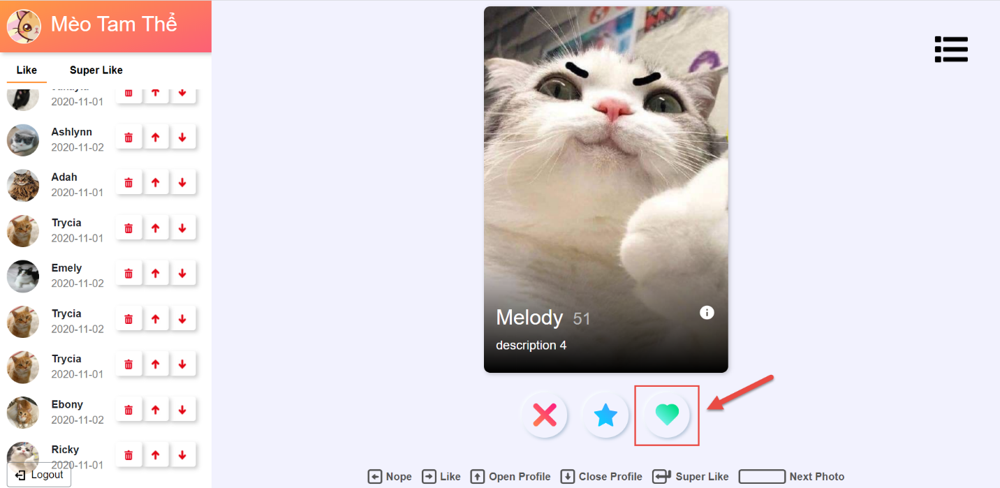 Mèo Tam Thể
Like Super Like
2020-11-01
Ashlynn
2020-11-02
Adah
2020-11-01
Trycia
2020-11-01
Emely
2020-11-02
Trycia
2020-11-02
Trycia
2020-11-01
Ebony
2020-11-02
Ricky
2020-11-01
Logout
Melody 51
description 4
Nope Like Open Profile Close Profile Super Like Next Photo